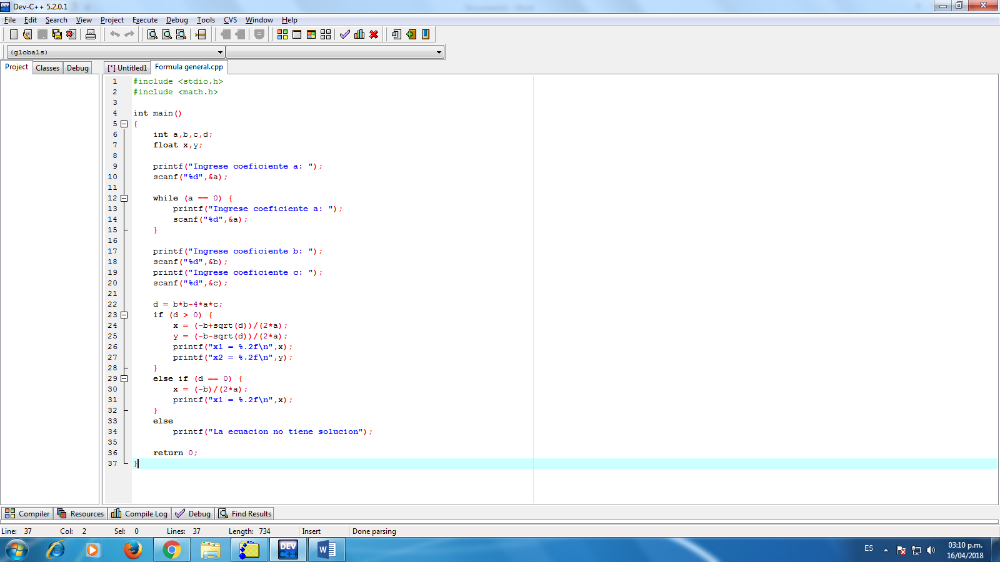 Dev-C++ 5.2.0.1
File Edit Search View Project Execute Debug Tools CVS Window Help
(globals)
Project Classes Debug
[*] Untitled1 Formula general.cpp
1 #include <stdio.h>
2 #include <math.h>
3
4 int main()
5 {
6 int a,b,c,d;
7 float x,y;
8
9 printf("Ingrese coeficiente a: ");
10 scanf("%d",&a);
11
12 while (a == 0) {
13 printf("Ingrese coeficiente a: ");
14 scanf("%d",&a);
15 }
16
17 printf("Ingrese coeficiente b: ");
18 scanf("%d",&b);
19 printf("Ingrese coeficiente c: ");
20 scanf("%d",&c);
21
22 d = b*b-4*a*c;
23 if (d > 0) {
24 x = (-b+sqrt(d))/(2*a);
25 y = (-b-sqrt(d))/(2*a);
26 printf("x1 = %.2f\n",x);
27 printf("x2 = %.2f\n",y);
28 }
29 else if (d == 0) {
30 x = (-b)/(2*a);
31 printf("x1 = %.2f\n",x);
32 }
33 else
34 printf("La ecuacion no tiene solucion");
35
36 return 0;
37 }
Compiler Resources Compile Log Debug Find Results
Line: 37 Col: 2 Sel: 0 Lines: 37 Length: 734 Insert Done parsing
DEV C++
W
ES
03:10 p.m.
16/04/2018